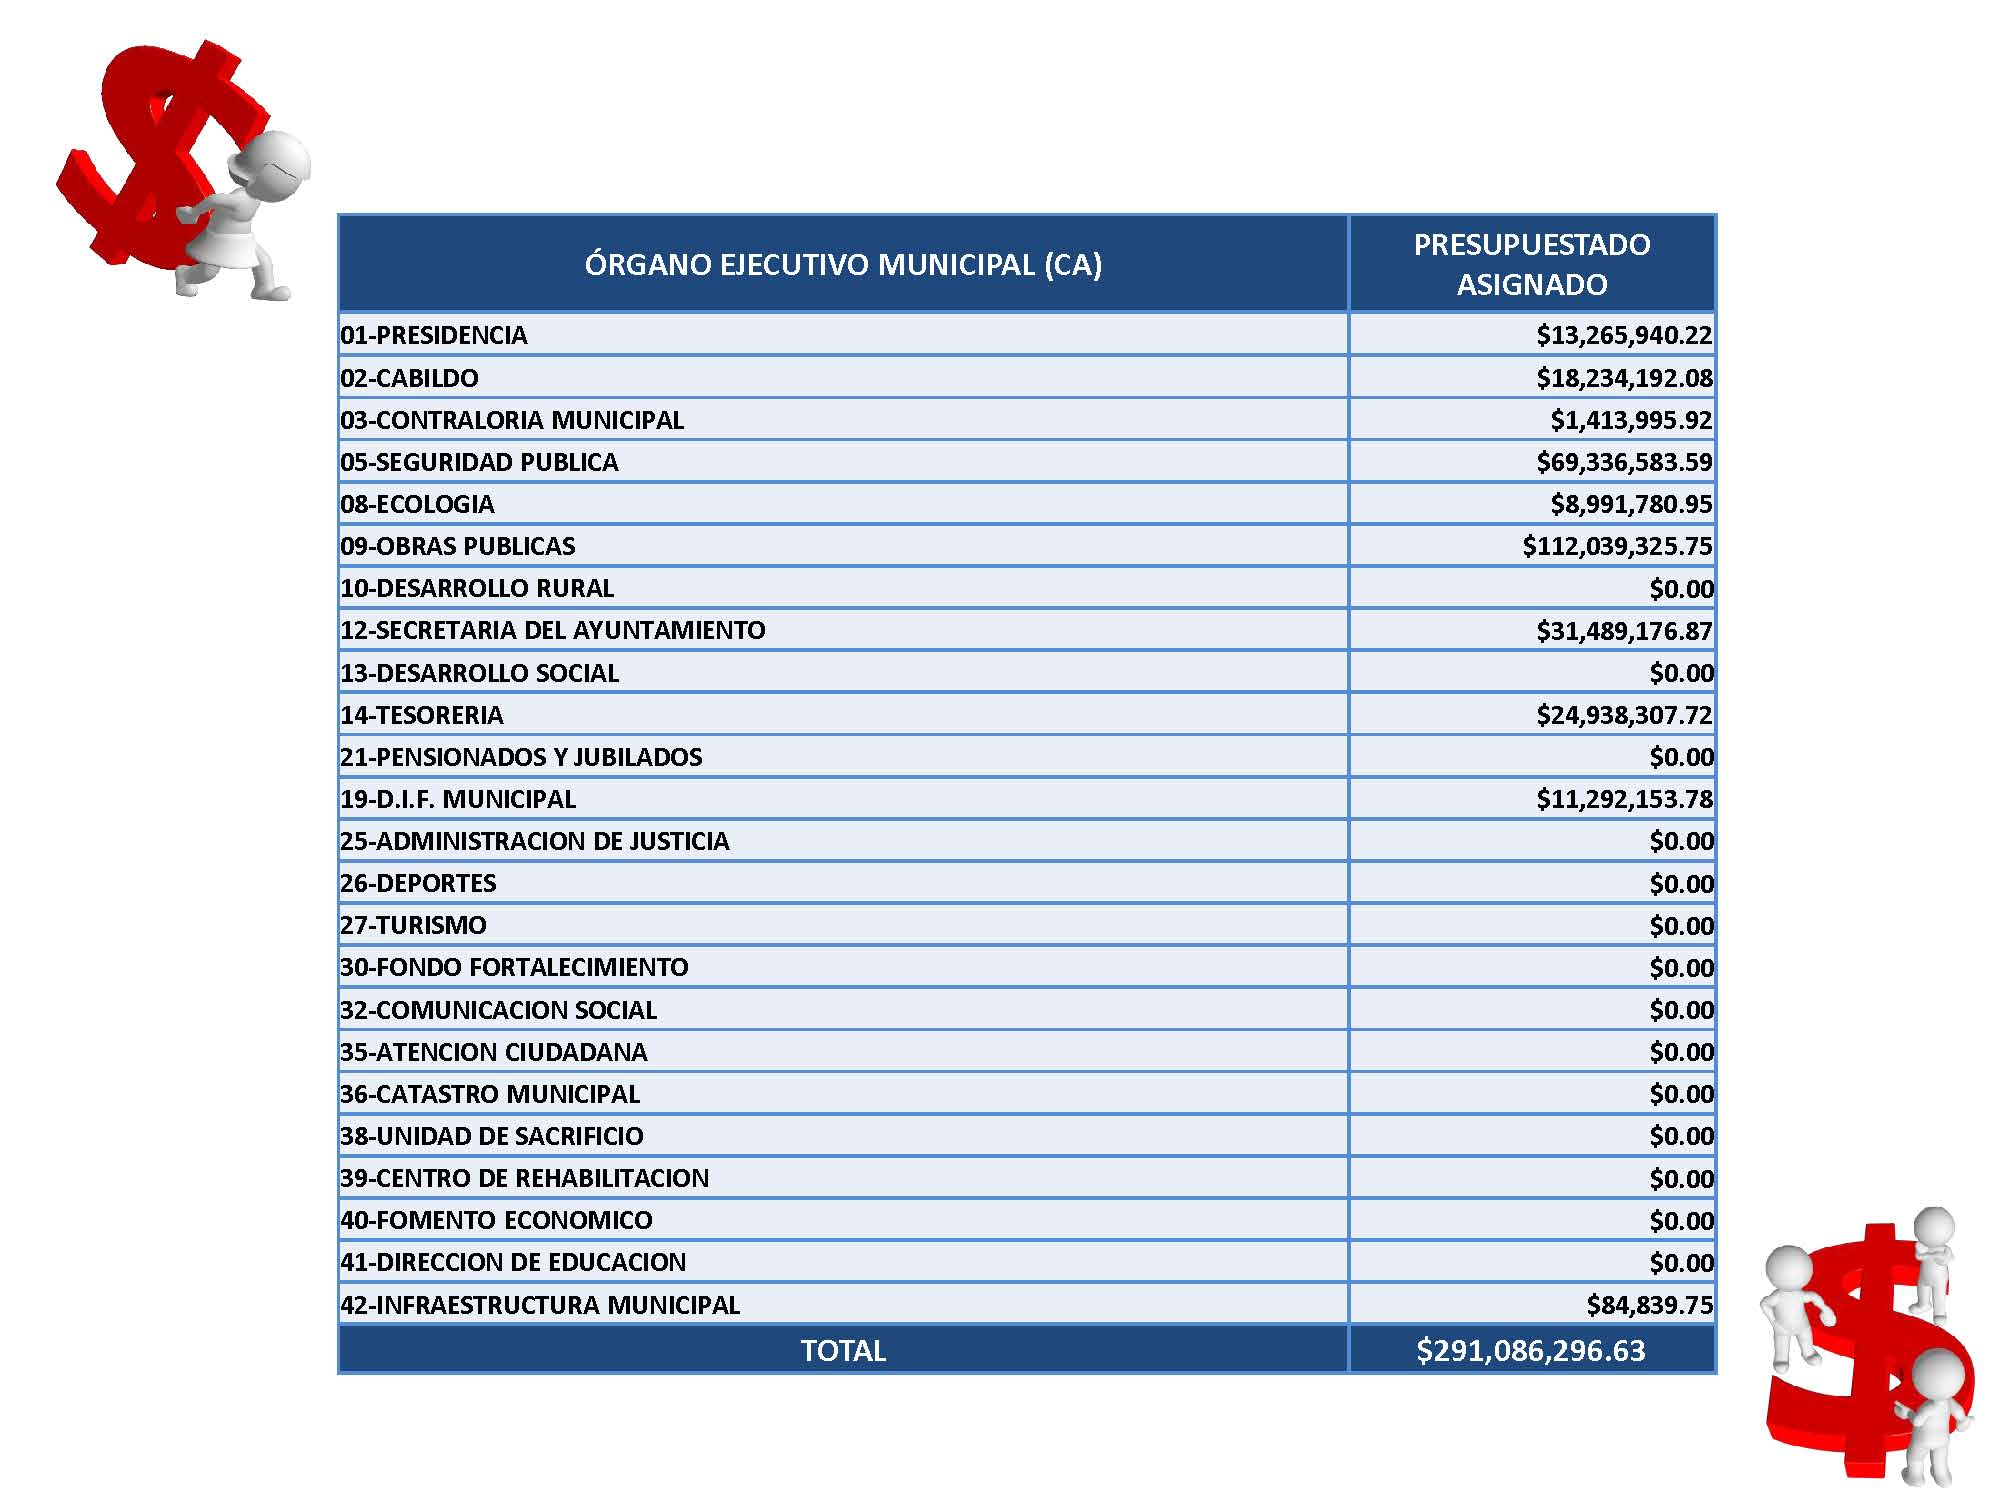 ÓRGANO EJECUTIVO MUNICIPAL (CA) PRESUPUESTADO
ASIGNADO
01-PRESIDENCIA $13,265,940.22
02-CABILDO $18,234,192.08
03-CONTRALORIA MUNICIPAL $1,413,995.92
05-SEGURIDAD PUBLICA $69,336,583.59
08-ECOLOGIA $8,991,780.95
09-OBRAS PUBLICAS $112,039,325.75
10-DESARROLLO RURAL $0.00
12-SECRETARIA DEL AYUNTAMIENTO $31,489,176.87
13-DESARROLLO SOCIAL $0.00
14-TESORERIA $24,938,307.72
21-PENSIONADOS Y JUBILADOS $0.00
19-D.I.F. MUNICIPAL $11,292,153.78
25-ADMINISTRACION DE JUSTICIA $0.00
26-DEPORTES $0.00
27-TURISMO $0.00
30-FONDO FORTALECIMIENTO $0.00
32-COMUNICACION SOCIAL $0.00
35-ATENCION CIUDADANA $0.00
36-CATASTRO MUNICIPAL $0.00
38-UNIDAD DE SACRIFICIO $0.00
39-CENTRO DE REHABILITACION $0.00
40-FOMENTO ECONOMICO $0.00
41-DIRECCION DE EDUCACION $0.00
42-INFRAESTRUCTURA MUNICIPAL $84,839.75
TOTAL $291,086,296.63